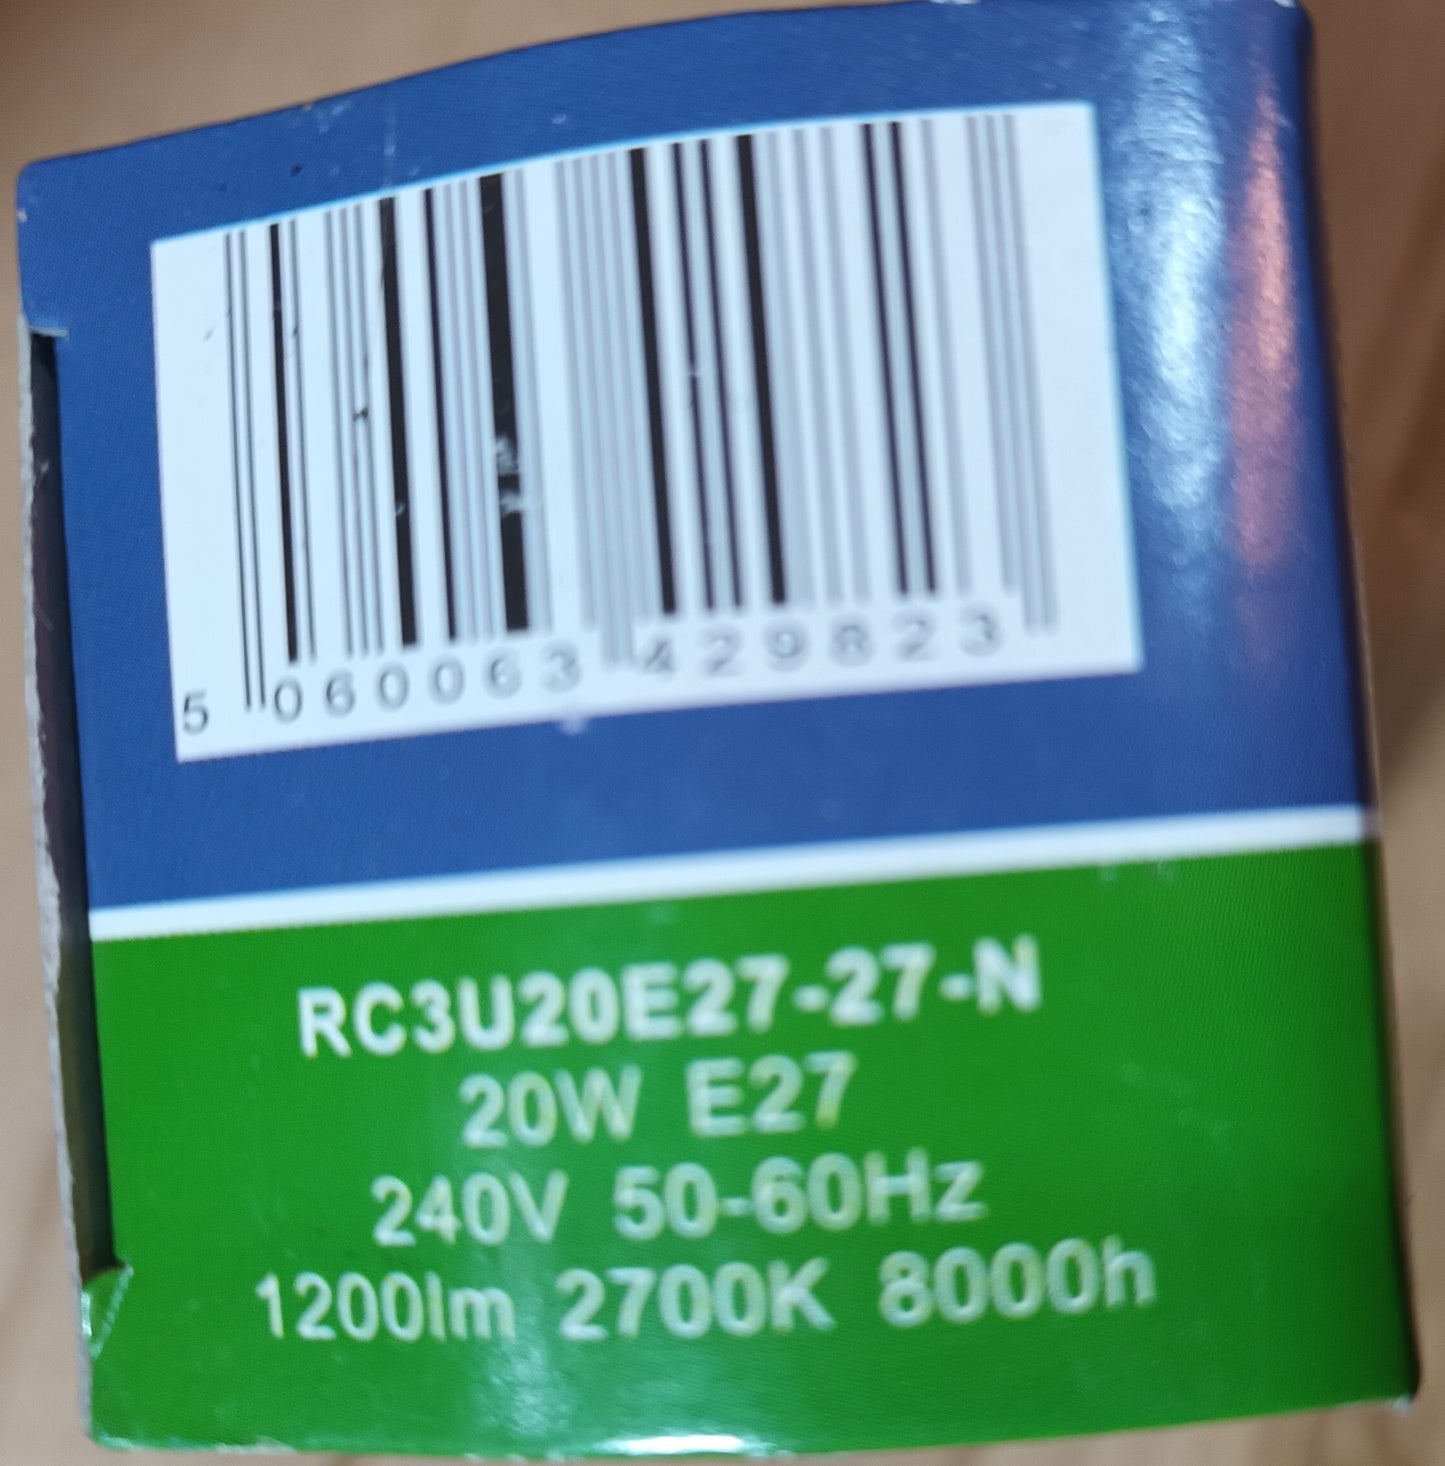 5 060063 429823
RC3U20E27-27-N
20W E27
240V 50-60Hz
1200lm 2700K 8000h